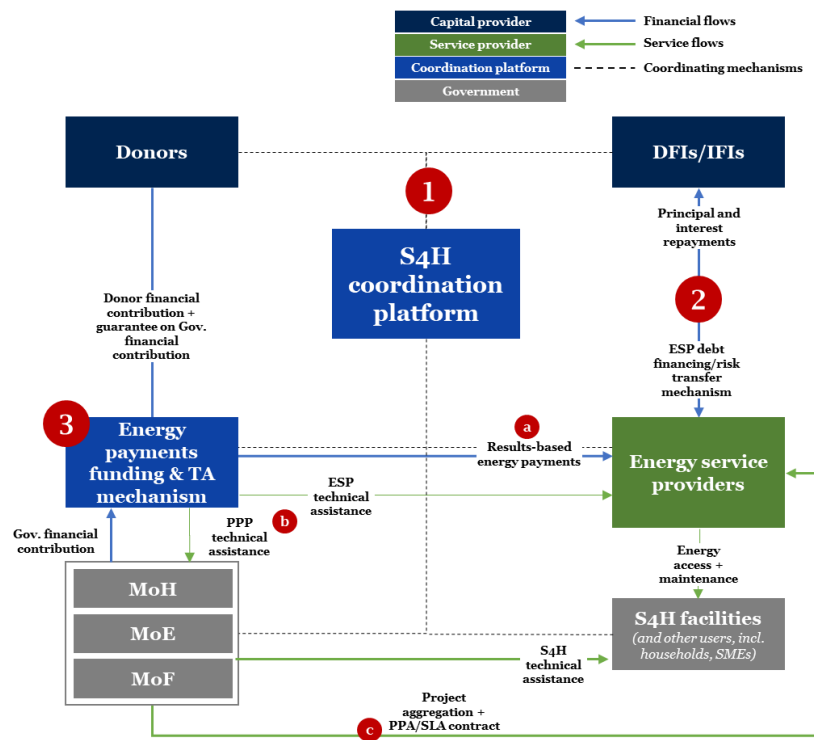 Capital provider
Financial flows
Service provider
Service flows
Coordination platform
Coordinating mechanisms
Government
Donors
DFIs/IFIs
1
Principal and
interest
repayments
S4H
coordination
platform
2
Donor financial
contribution +
guarantee on Gov.
financial
contribution
ESP debt
financing/risk
transfer
mechanism
3
Energy
payments
funding & TA
mechanism
a
Results-based
energy payments
Energy service
providers
ESP
technical
assistance
Gov. financial
contribution
PPP
technical
assistance
b
Energy
access +
maintenance
MoH
MoE
MoF
S4H facilities
(and other users, incl.
households, SMEs)
S4H
technical
assistance
Project
aggregation +
PPA/SLA contract
c